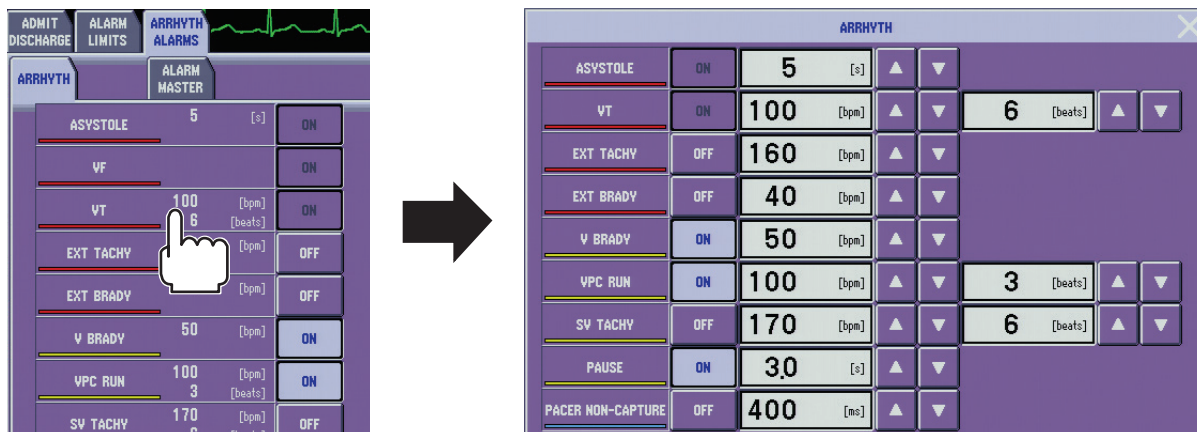 ADMIT
DISCHARGE
ALARM
LIMITS
ARRHYTH
ALARMS
ARRHYTH
ALARM
MASTER
ASYSTOLE 5 [s] ON
VF ON
VT 100 [bpm] ON
6 [beats]
EXT TACHY [bpm] OFF
EXT BRADY [bpm] OFF
V BRADY 50 [bpm] ON
VPC RUN 100 [bpm] ON
3 [beats]
SV TACHY 170 [bpm] OFF
ARRHYTH
ASYSTOLE ON 5 [s]
VT ON 100 [bpm] 6 [beats]
EXT TACHY OFF 160 [bpm]
EXT BRADY OFF 40 [bpm]
V BRADY ON 50 [bpm]
VPC RUN ON 100 [bpm] 3 [beats]
SV TACHY OFF 170 [bpm] 6 [beats]
PAUSE ON 3.0 [s]
PACER NON-CAPTURE OFF 400 [ms]